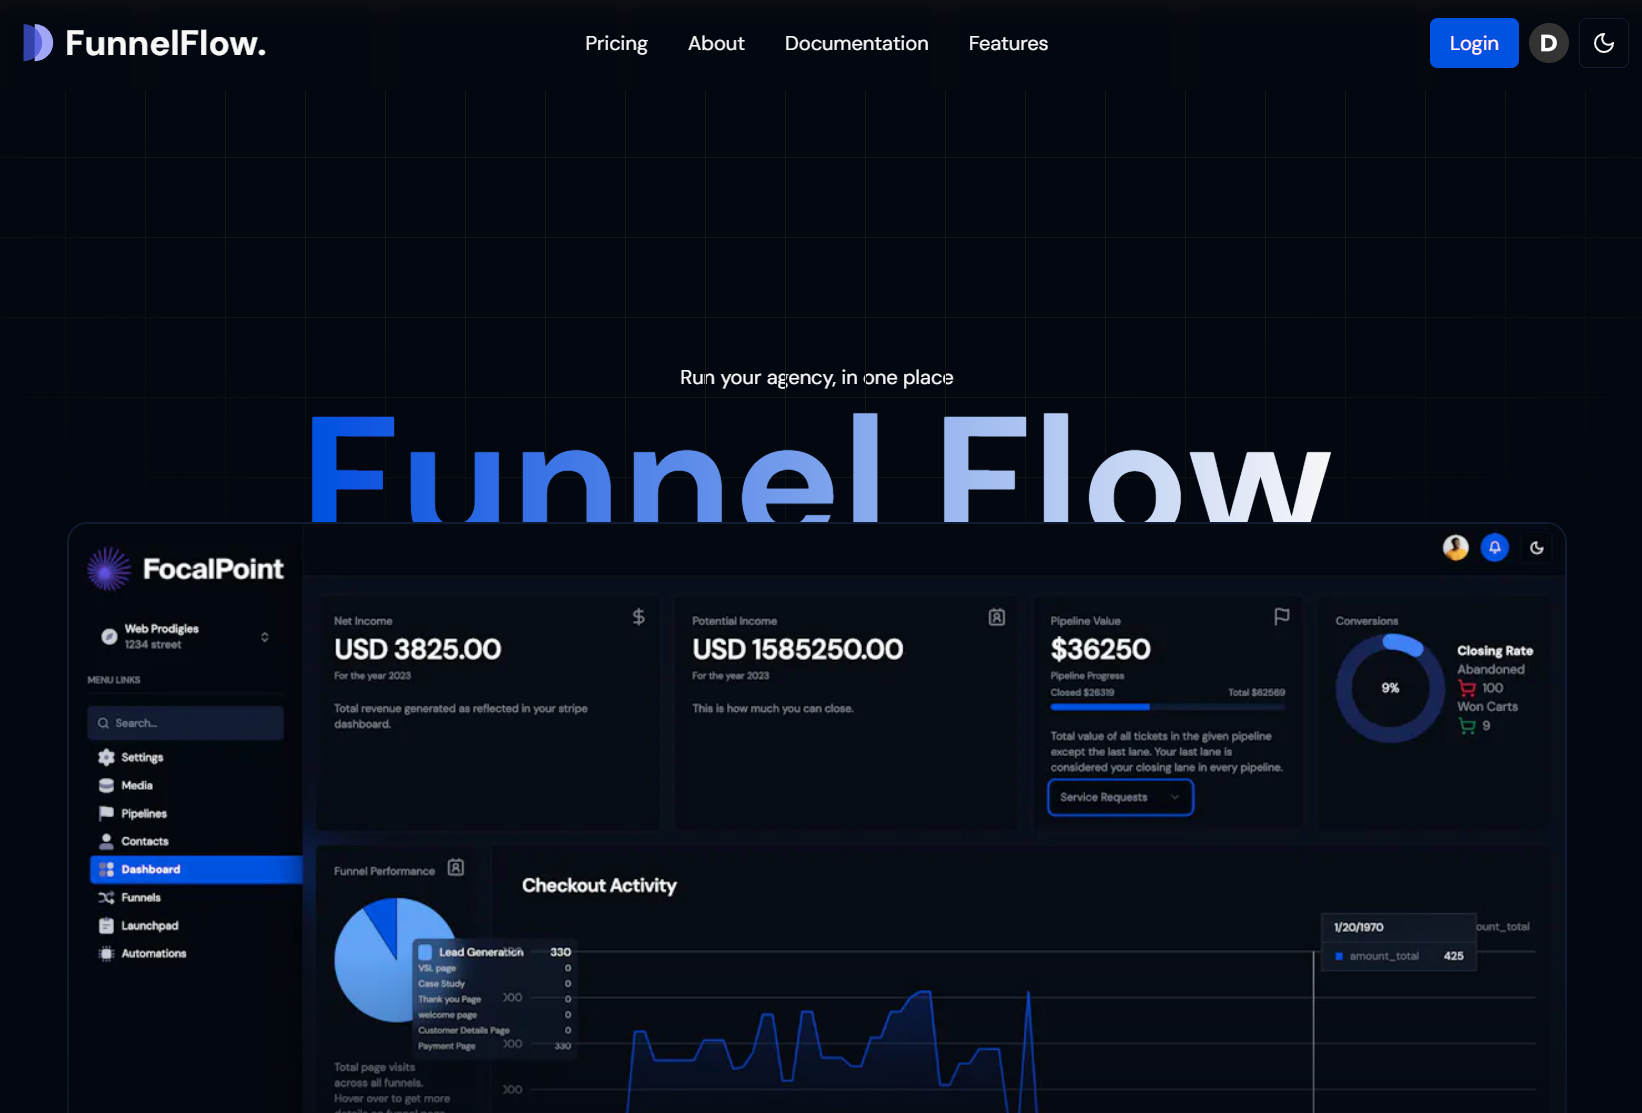 FunnelFlow.
Pricing
About
Documentation
Features
Login
D
Run your agency, in one place
Funnel Flow
FocalPoint
Web Prodigies
1234 street
MENU LINKS
Search...
Settings
Media
Pipelines
Contacts
Dashboard
Funnels
Launchpad
Automations
Net Income
USD 3825.00
For the year 2023
Total revenue generated as reflected in your stripe
dashboard.
Potential Income
USD 1585250.00
For the year 2023
This is how much you can close.
Pipeline Value
$36250
Pipeline Progress
Closed $26319
Total $62569
Total value of all tickets in the given pipeline
except the last lane. Your last lane is
considered your closing lane in every pipeline.
Service Requests
Conversions
9%
Closing Rate
Abandoned
100
Won Carts
9
Funnel Performance
Lead Generation 330
VSL page 0
Case Study 0
Thank you Page 0
welcome page 0
Customer Details Page 0
Payment Page 330
Total page visits
across all funnels.
Hover over to get more
Checkout Activity
1/20/1970
amount_total 425